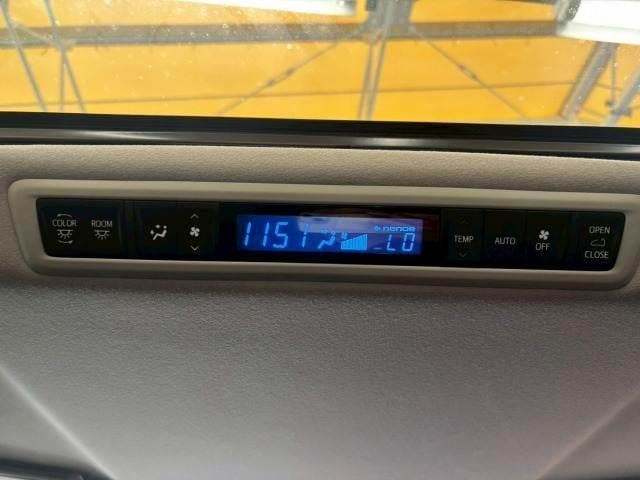 COLOR
ROOM
1151
nanoe
LO
TEMP
AUTO
OFF
OPEN
CLOSE